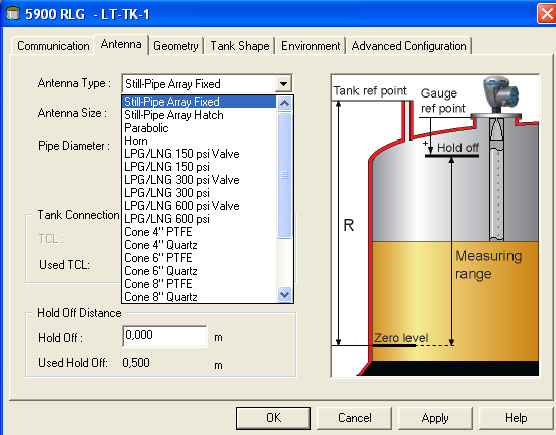 5900 RLG - LT-TK-1
Communication Antenna Geometry Tank Shape Environment Advanced Configuration
Antenna Type : Still-Pipe Array Fixed
Antenna Size :
Pipe Diameter :
Still-Pipe Array Fixed
Still-Pipe Array Hatch
Parabolic
Horn
LPG/LNG 150 psi Valve
LPG/LNG 150 psi
LPG/LNG 300 psi Valve
LPG/LNG 300 psi
LPG/LNG 600 psi Valve
LPG/LNG 600 psi
Cone 4" PTFE
Cone 4" Quartz
Cone 6" PTFE
Cone 6" Quartz
Cone 8" PTFE
Cone 8" Quartz
Tank Connection
TCL :
Used TCL:
Hold Off Distance
Hold Off : 0,000 m
Used Hold Off: 0,500 m
Tank ref point
Gauge
ref point
+
Hold off
R
Measuring
range
Zero level
OK Cancel Apply Help